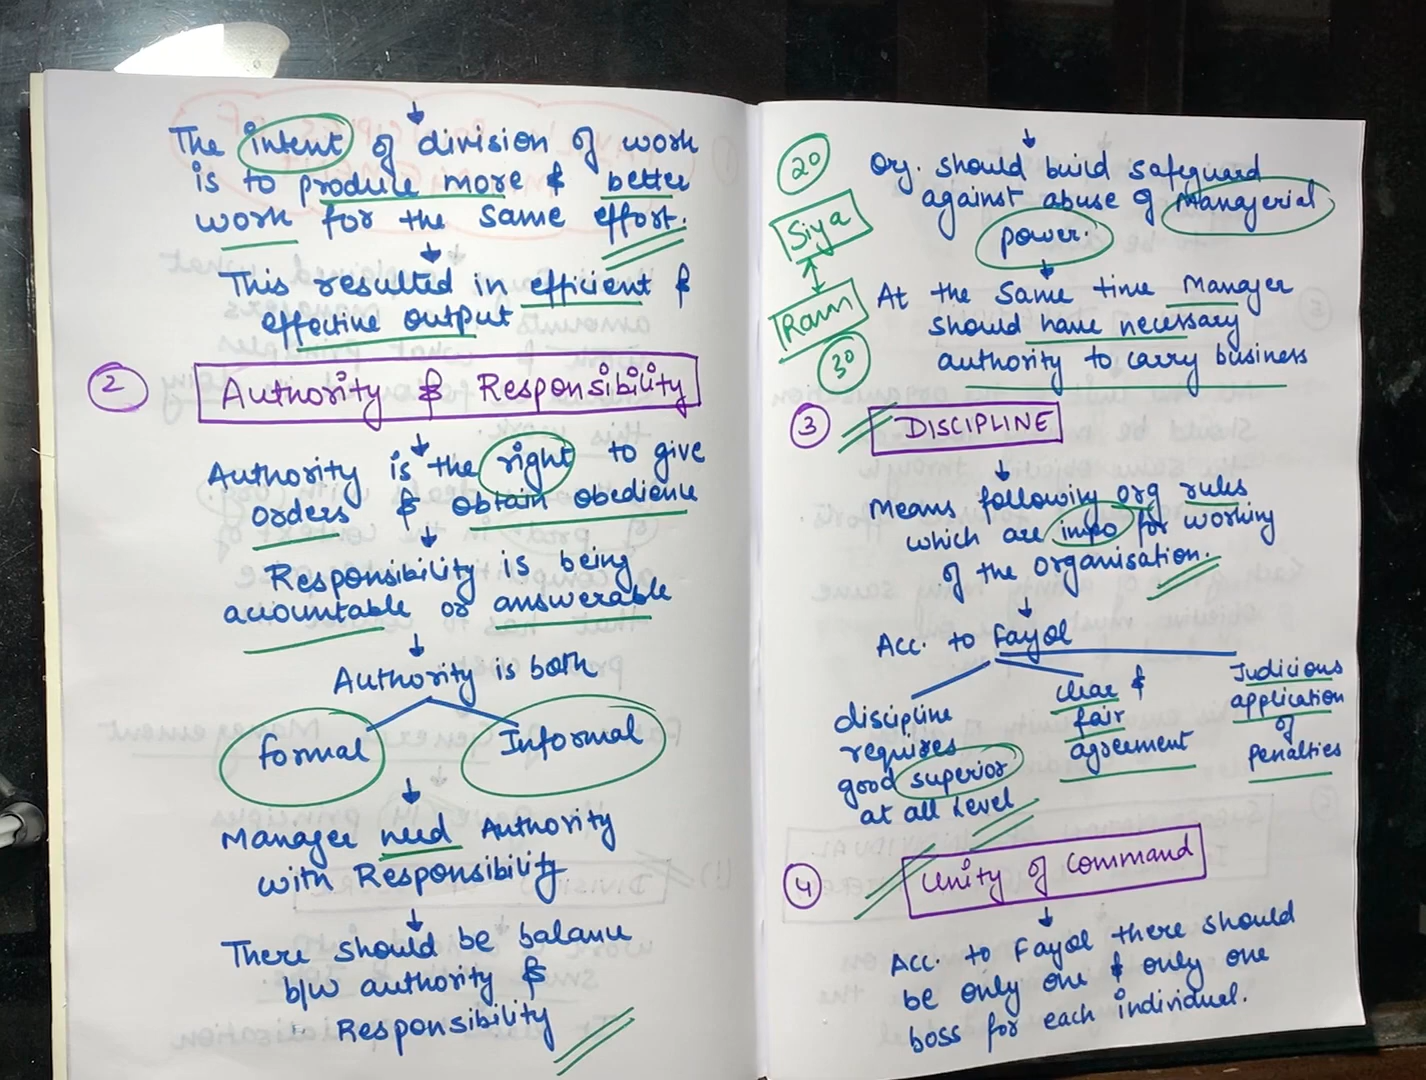 The intent of division of work
is to produce more & better
work for the same effort.
This resulted in efficient &
effective output
2 Authority & Responsibility
Authority is the right to give
orders & obtain obedience
Responsibility is being
accountable or answerable
Authority is both
formal Informal
Manager need Authority
with Responsibility
There should be balance
b/w authority &
Responsibility
20
Siya
Ram
30
Org. should build safeguard
against abuse of Managerial
power.
At the same time Manager
should have necessary
authority to carry business
3 DISCIPLINE
Means following org rules
which are impo for working
of the organisation.
Acc. to Fayol
discipline
requires
good superior
at all level
clear &
fair
agreement
Judicious
application
of
Penalties
4 Unity of Command
Acc. to Fayol there should
be only one & only one
boss for each individual.